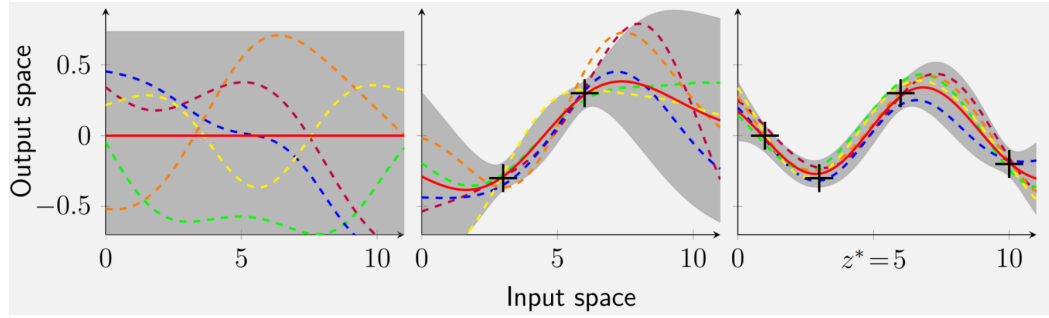 Output space
0.5
0
−0.5
0 5 10
0 5 10
0 z* = 5 10
Input space